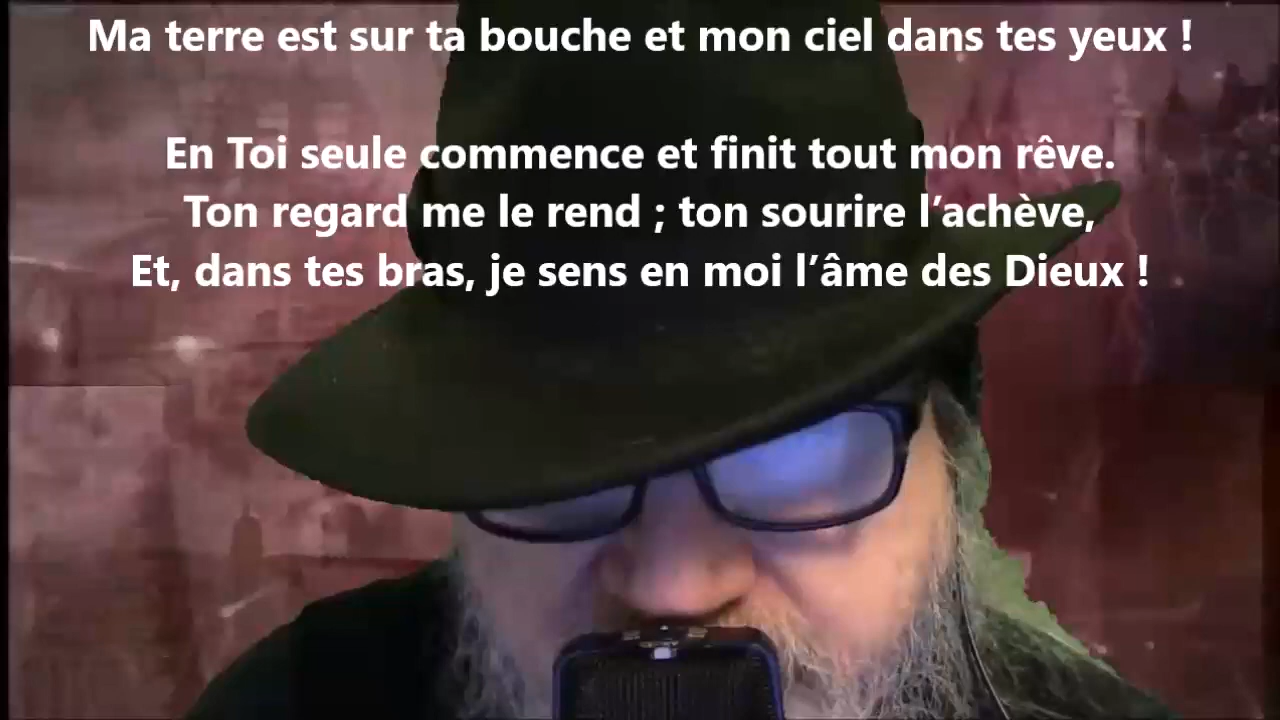 Ma terre est sur ta bouche et mon ciel dans tes yeux !
En Toi seule commence et finit tout mon rêve.
Ton regard me le rend ; ton sourire l’achève,
Et, dans tes bras, je sens en moi l’âme des Dieux !